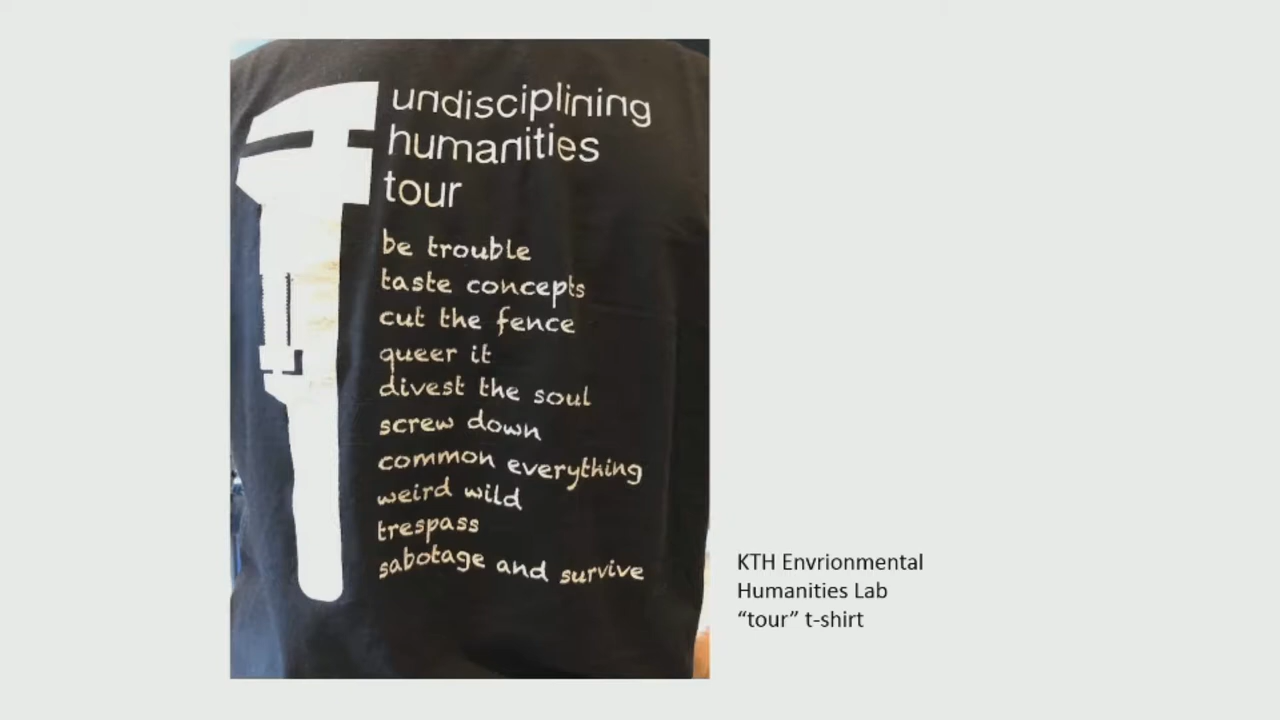 undisciplining
humanities
tour
be trouble
taste concepts
cut the fence
queer it
divest the soul
screw down
common everything
weird wild
trespass
sabotage and survive
KTH Envrionmental
Humanities Lab
“tour” t-shirt